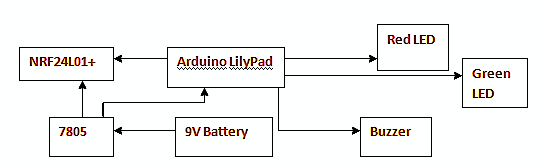 Red LED
NRF24L01+
Arduino LilyPad
Green
LED
7805
9V Battery
Buzzer